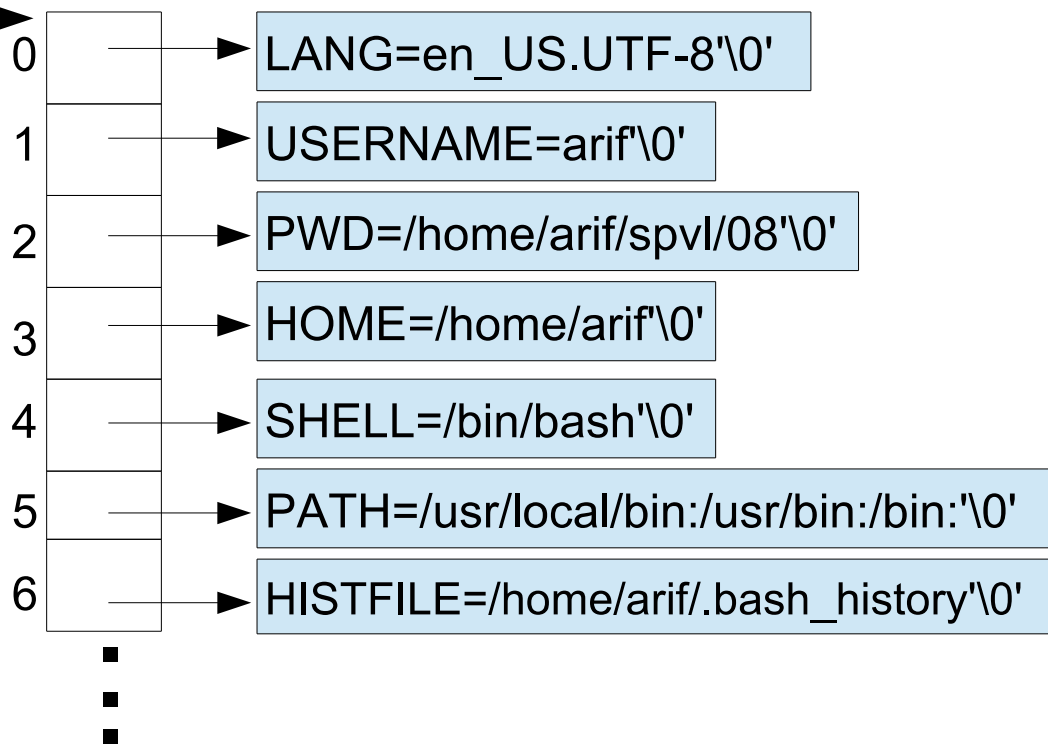 0 LANG=en_US.UTF-8'\0'
1 USERNAME=arif'\0'
2 PWD=/home/arif/spvl/08'\0'
3 HOME=/home/arif'\0'
4 SHELL=/bin/bash'\0'
5 PATH=/usr/local/bin:/usr/bin:/bin:'\0'
6 HISTFILE=/home/arif/.bash_history'\0'